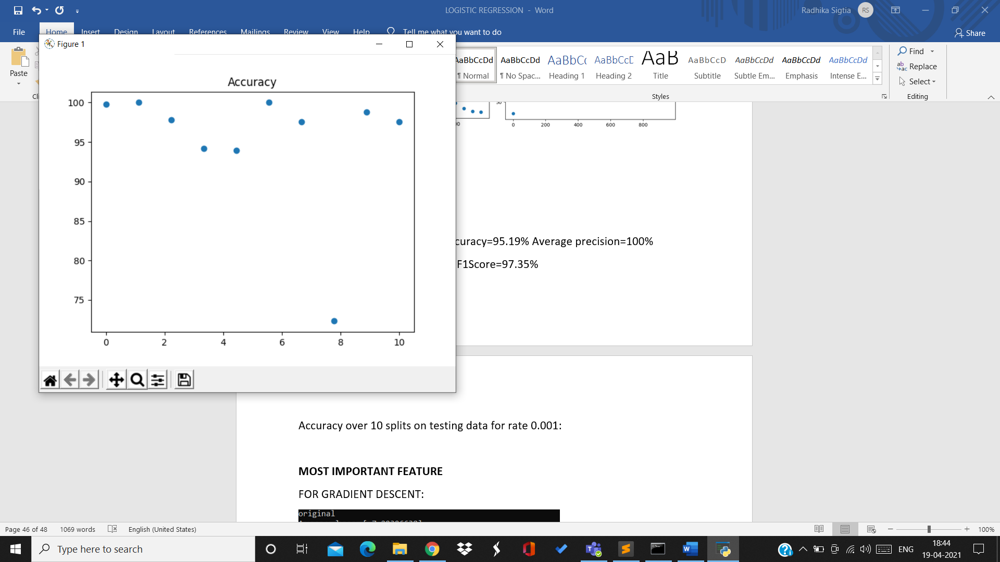 LOGISTIC REGRESSION - Word
Radhika Sigtia
RS
File
Home
Insert
Design
Layout
References
Mailings
Review
View
Help
Tell me what you want to do
Share
Figure 1
Paste
AaBbCcDd
¶ Normal
AaBbCcDd
¶ No Spac...
AaBbC
Heading 1
AaBbCc
Heading 2
AaB
Title
AaBbCcD
Subtitle
AaBbCcDd
Subtle Em...
AaBbCcDd
Emphasis
AaBbCcDd
Intense E...
Styles
Find
Replace
Select
Editing
Accuracy
100
95
90
85
80
75
0 2 4 6 8 10
0 200 400 600 800
curacy=95.19% Average precision=100%
F1Score=97.35%
Accuracy over 10 splits on testing data for rate 0.001:
MOST IMPORTANT FEATURE
FOR GRADIENT DESCENT:
original
Page 46 of 48
1069 words
English (United States)
100%
Type here to search
ENG
18:44
19-04-2021